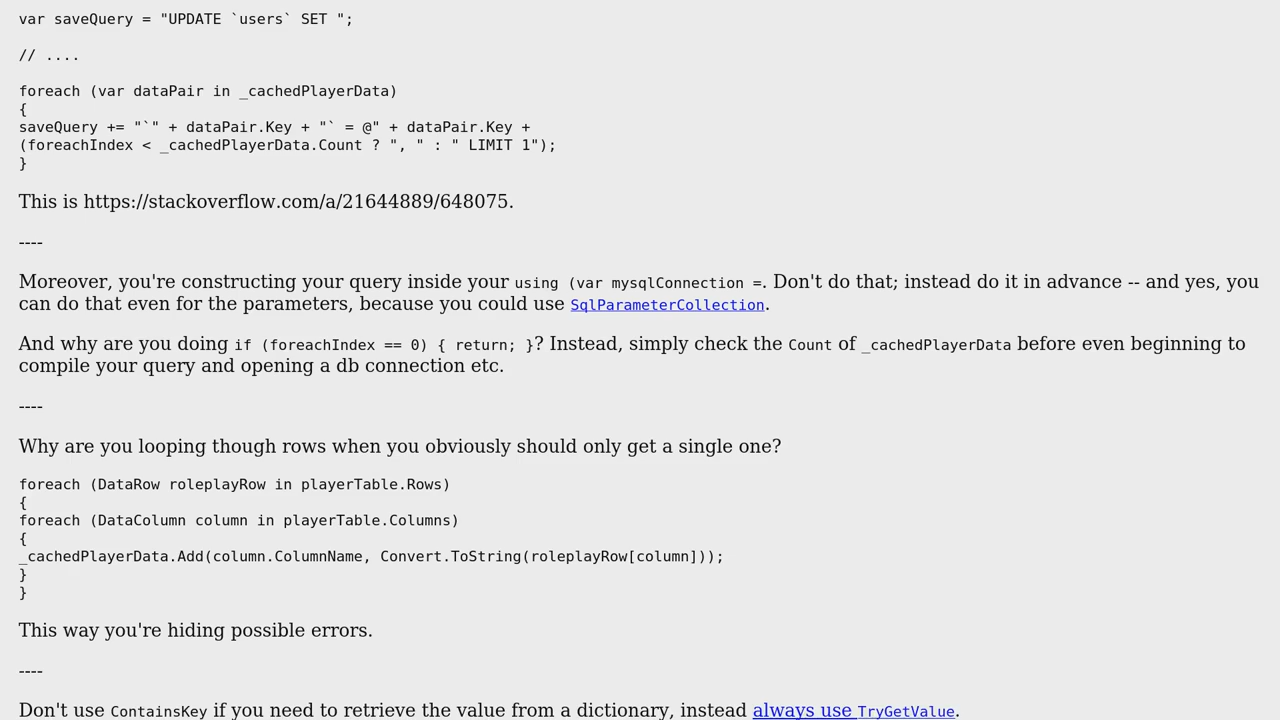 var saveQuery = "UPDATE `users` SET ";
// ....
foreach (var dataPair in _cachedPlayerData)
{
saveQuery += "`" + dataPair.Key + "` = @" + dataPair.Key +
(foreachIndex < _cachedPlayerData.Count ? ", " : " LIMIT 1");
}
This is https://stackoverflow.com/a/21644889/648075.
----
Moreover, you're constructing your query inside your using (var mysqlConnection =. Don't do that; instead do it in advance -- and yes, you
can do that even for the parameters, because you could use SqlParameterCollection.
And why are you doing if (foreachIndex == 0) { return; }? Instead, simply check the Count of _cachedPlayerData before even beginning to
compile your query and opening a db connection etc.
----
Why are you looping though rows when you obviously should only get a single one?
foreach (DataRow roleplayRow in playerTable.Rows)
{
foreach (DataColumn column in playerTable.Columns)
{
_cachedPlayerData.Add(column.ColumnName, Convert.ToString(roleplayRow[column]));
}
}
This way you're hiding possible errors.
----
Don't use ContainsKey if you need to retrieve the value from a dictionary, instead always use TryGetValue.